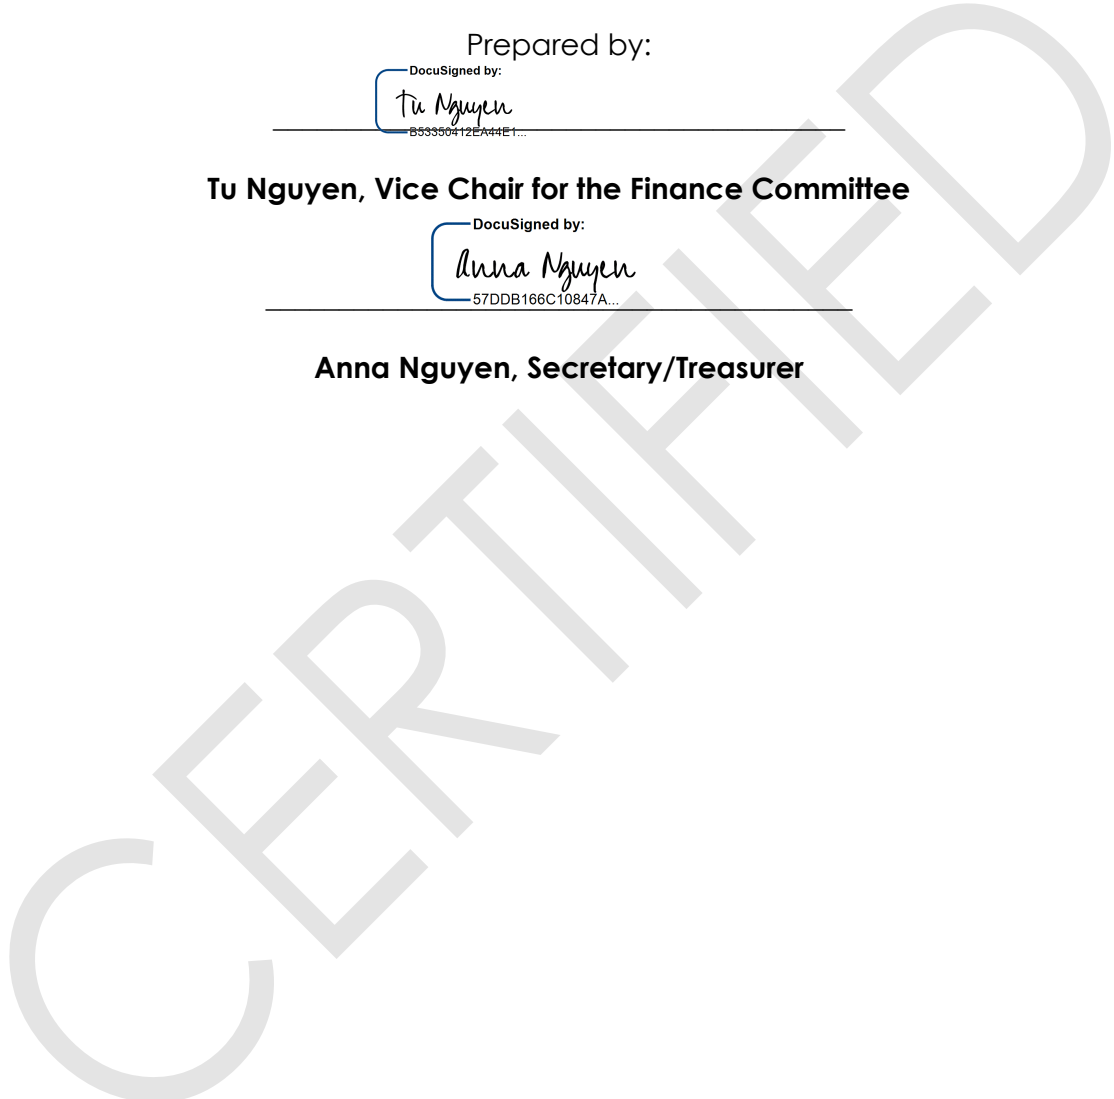 Prepared by:
DocuSigned by:
Tu Nguyen
B53350412EA44E1...
Tu Nguyen, Vice Chair for the Finance Committee
DocuSigned by:
Anna Nguyen
57DDB166C10847A...
Anna Nguyen, Secretary/Treasurer
CERTIFIED